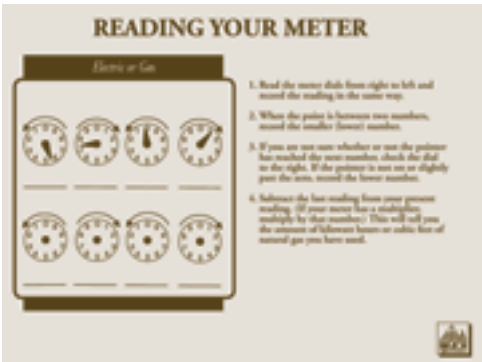 READING YOUR METER
Electric or Gas
1. Read the meter dials from right to left and
record the reading in the same way.
2. When the point is between two numbers,
record the smaller (lower) number.
3. If you are not sure whether or not the pointer
has reached the next number, check the dial
to the right. If the pointer is not on or slightly
past the zero, record the lower number.
4. Subtract the last reading from your present
reading. (If your meter has a multiplier,
multiply by that number.) This will tell you
the amount of kilowatt hours or cubic feet of
natural gas you have used.